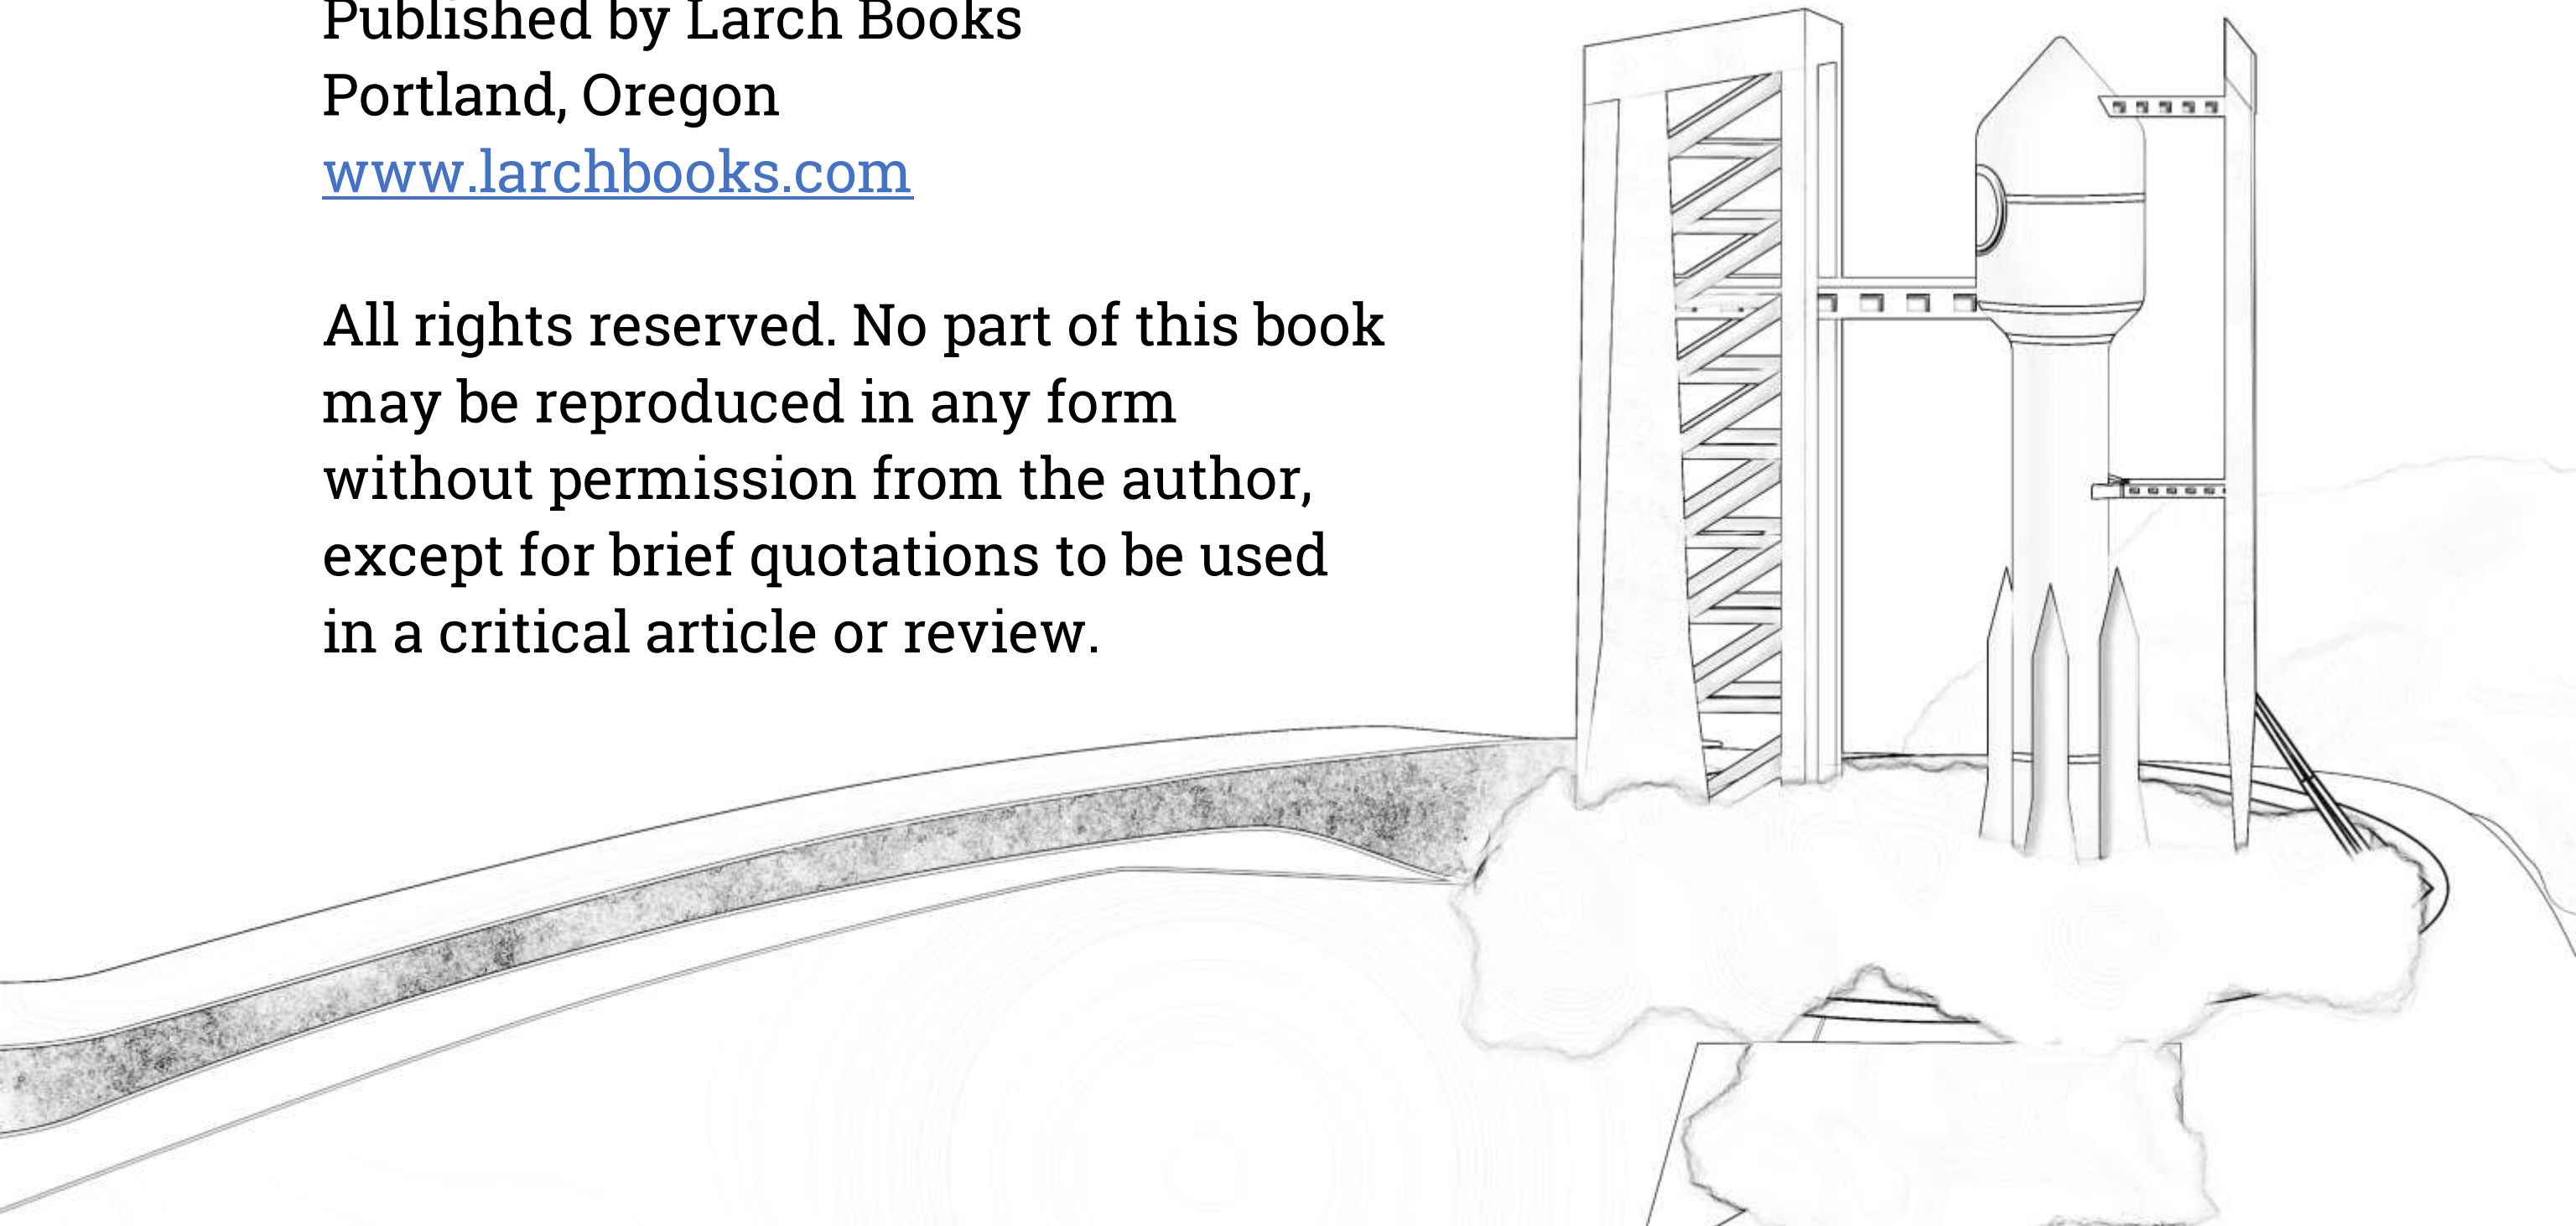 Published by Larch Books
Portland, Oregon
www.larchbooks.com
All rights reserved. No part of this book
may be reproduced in any form
without permission from the author,
except for brief quotations to be used
in a critical article or review.